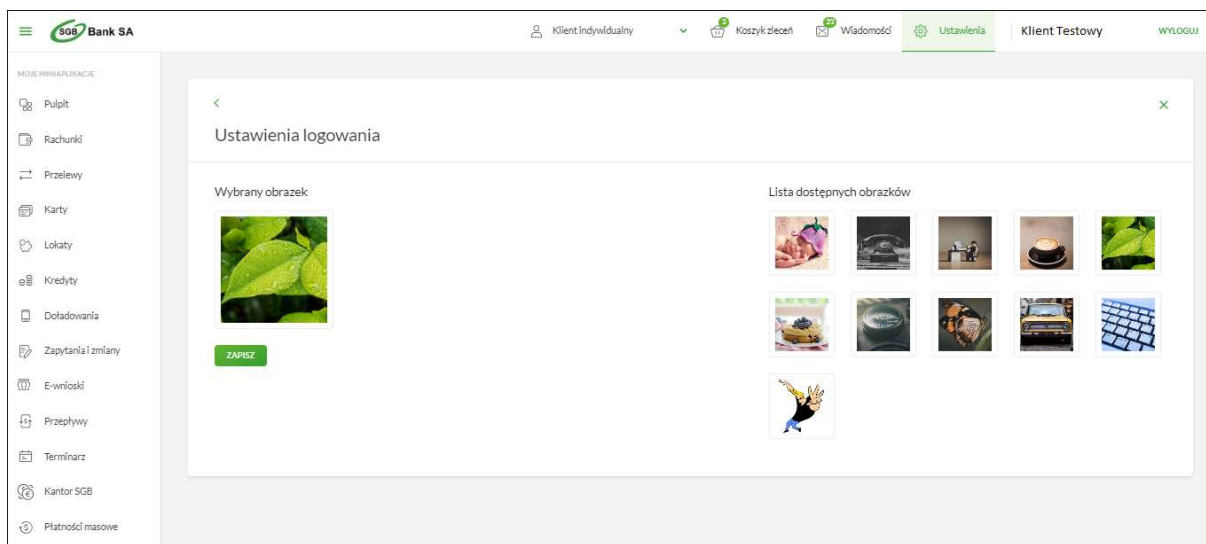 SGB Bank SA
Klient indywidualny
3
Koszyk zleceń
23
Wiadomości
Ustawienia
Klient Testowy
WYLOGUJ
MOJE MINIAPLIKACJE
Pulpit
Rachunki
Przelewy
Karty
Lokaty
Kredyty
Doładowania
Zapytania i zmiany
E-wnioski
Przepływy
Terminarz
Kantor SGB
Płatności masowe
Ustawienia logowania
Wybrany obrazek
ZAPISZ
Lista dostępnych obrazków